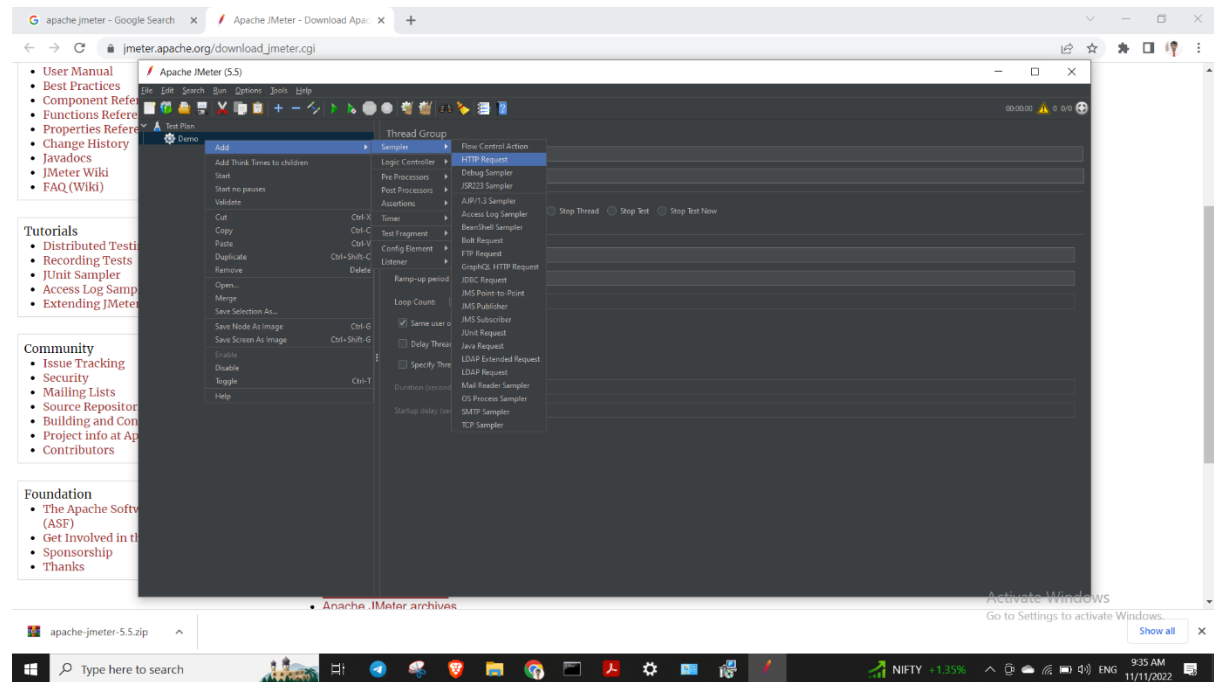 apache jmeter - Google Search
Apache JMeter - Download Apac
jmeter.apache.org/download_jmeter.cgi
User Manual
Best Practices
Component Refe
Functions Refere
Properties Refere
Change History
Javadocs
JMeter Wiki
FAQ (Wiki)
Tutorials
Distributed Testi
Recording Tests
JUnit Sampler
Access Log Samp
Extending JMeter
Community
Issue Tracking
Security
Mailing Lists
Source Repositor
Building and Con
Project info at Ap
Contributors
Foundation
The Apache Softw
(ASF)
Get Involved in th
Sponsorship
Thanks
Apache JMeter (5.5)
File Edit Search Run Options Tools Help
00:00:00 0 0/0
Test Plan
Demo
Thread Group
Add
Add Think Times to children
Start
Start no pauses
Validate
Cut Ctrl-X
Copy Ctrl-C
Paste Ctrl-V
Duplicate Ctrl+Shift-C
Remove Delete
Open...
Merge
Save Selection As...
Save Node As Image Ctrl-G
Save Screen As Image Ctrl+Shift-G
Enable
Disable
Toggle Ctrl-T
Help
Sampler
Logic Controller
Pre Processors
Post Processors
Assertions
Timer
Test Fragment
Config Element
Listener
Flow Control Action
HTTP Request
Debug Sampler
JSR223 Sampler
AJP/1.3 Sampler
Access Log Sampler
BeanShell Sampler
Bolt Request
FTP Request
GraphQL HTTP Request
JDBC Request
JMS Point-to-Point
JMS Publisher
JMS Subscriber
JUnit Request
Java Request
LDAP Extended Request
LDAP Request
Mail Reader Sampler
OS Process Sampler
SMTP Sampler
TCP Sampler
Stop Thread Stop Test Stop Test Now
Ramp-up period
Loop Count:
Same user o
Delay Threa
Specify Thre
Duration (second
Startup delay (se
Apache JMeter archives
Activate Windows
Go to Settings to activate Windows.
apache-jmeter-5.5.zip
Show all
Type here to search
NIFTY +1.35%
ENG
9:35 AM
11/11/2022